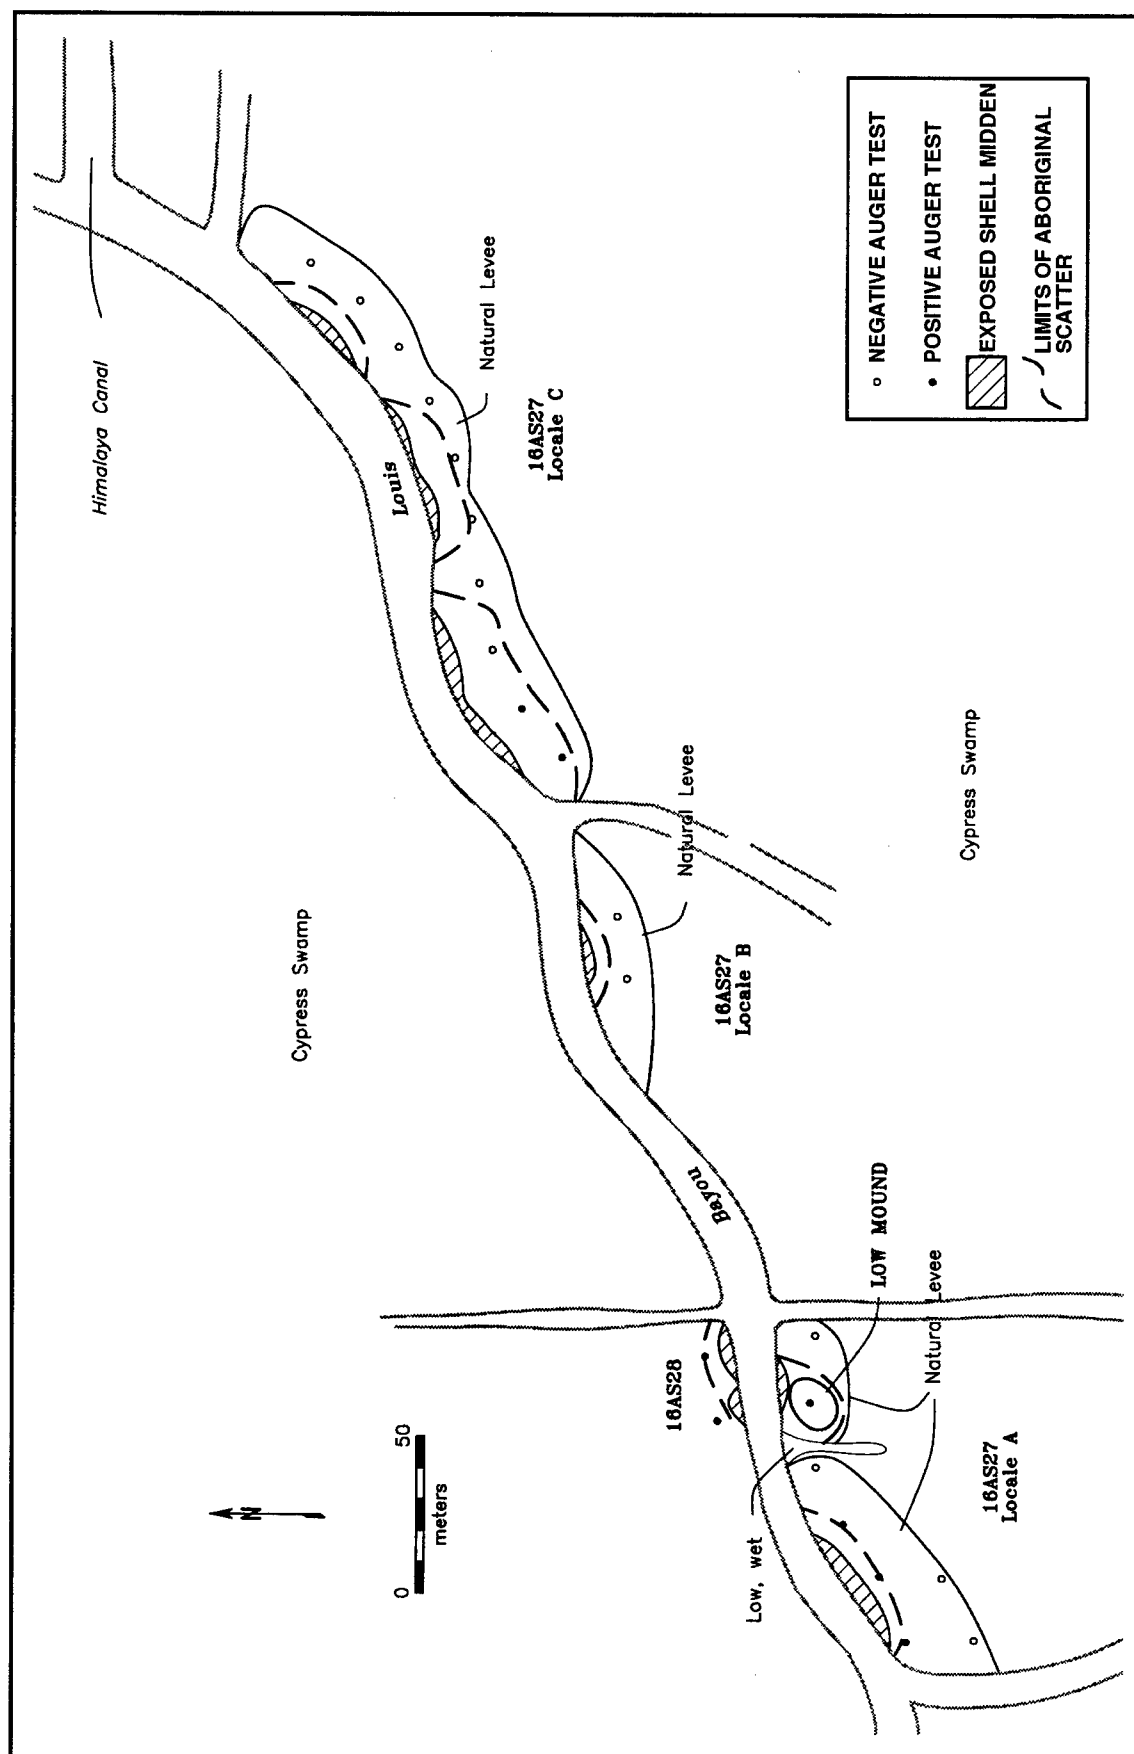 Himalaya Canal
Louis
Natural Levee
16AS27
Locale C
Cypress Swamp
Natural Levee
Cypress Swamp
16AS27
Locale B
Bayou
LOW MOUND
Natural Levee
16AS28
16AS27
Locale A
Low, wet
N
0
50
meters
NEGATIVE AUGER TEST
POSITIVE AUGER TEST
EXPOSED SHELL MIDDEN
LIMITS OF ABORIGINAL
SCATTER